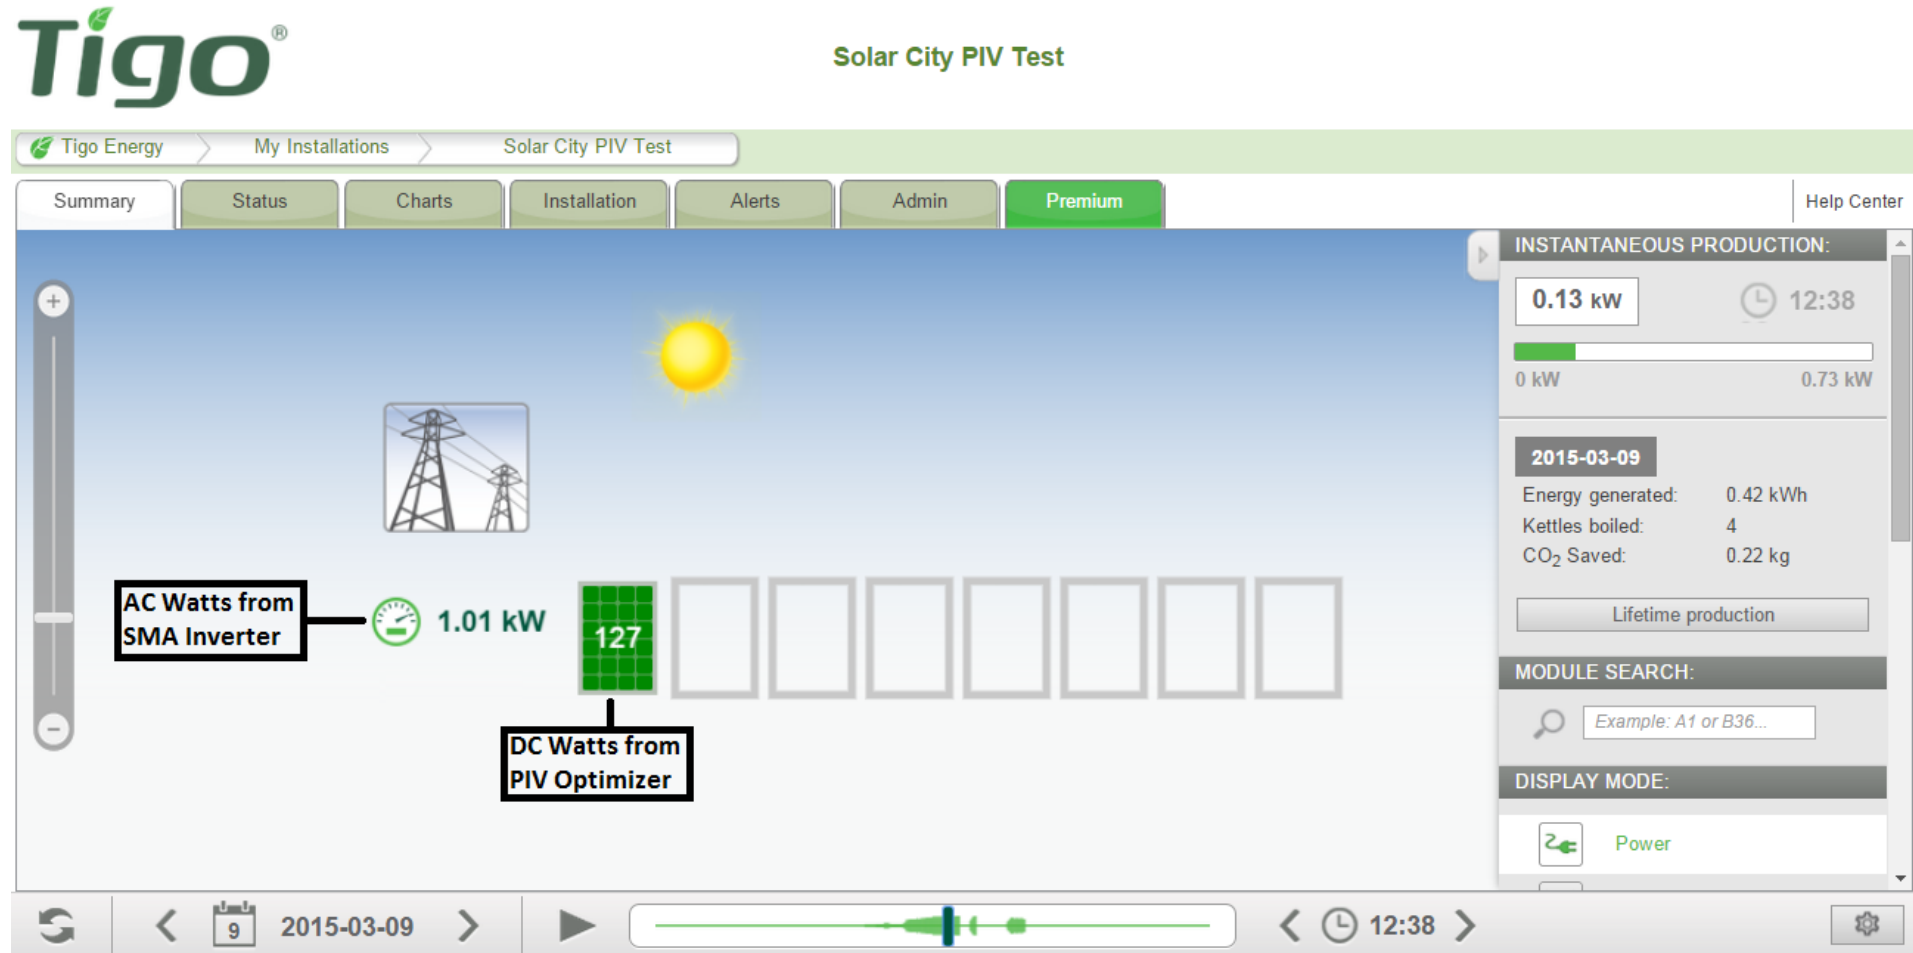 Tigo®
Solar City PIV Test
Tigo Energy
My Installations
Solar City PIV Test
Summary
Status
Charts
Installation
Alerts
Admin
Premium
Help Center
INSTANTANEOUS PRODUCTION:
0.13 kW
12:38
0 kW
0.73 kW
2015-03-09
Energy generated: 0.42 kWh
Kettles boiled: 4
CO2 Saved: 0.22 kg
Lifetime production
MODULE SEARCH:
Example: A1 or B36...
DISPLAY MODE:
Power
+
−
AC Watts from
SMA Inverter
1.01 kW
127
DC Watts from
PIV Optimizer
9
2015-03-09
12:38